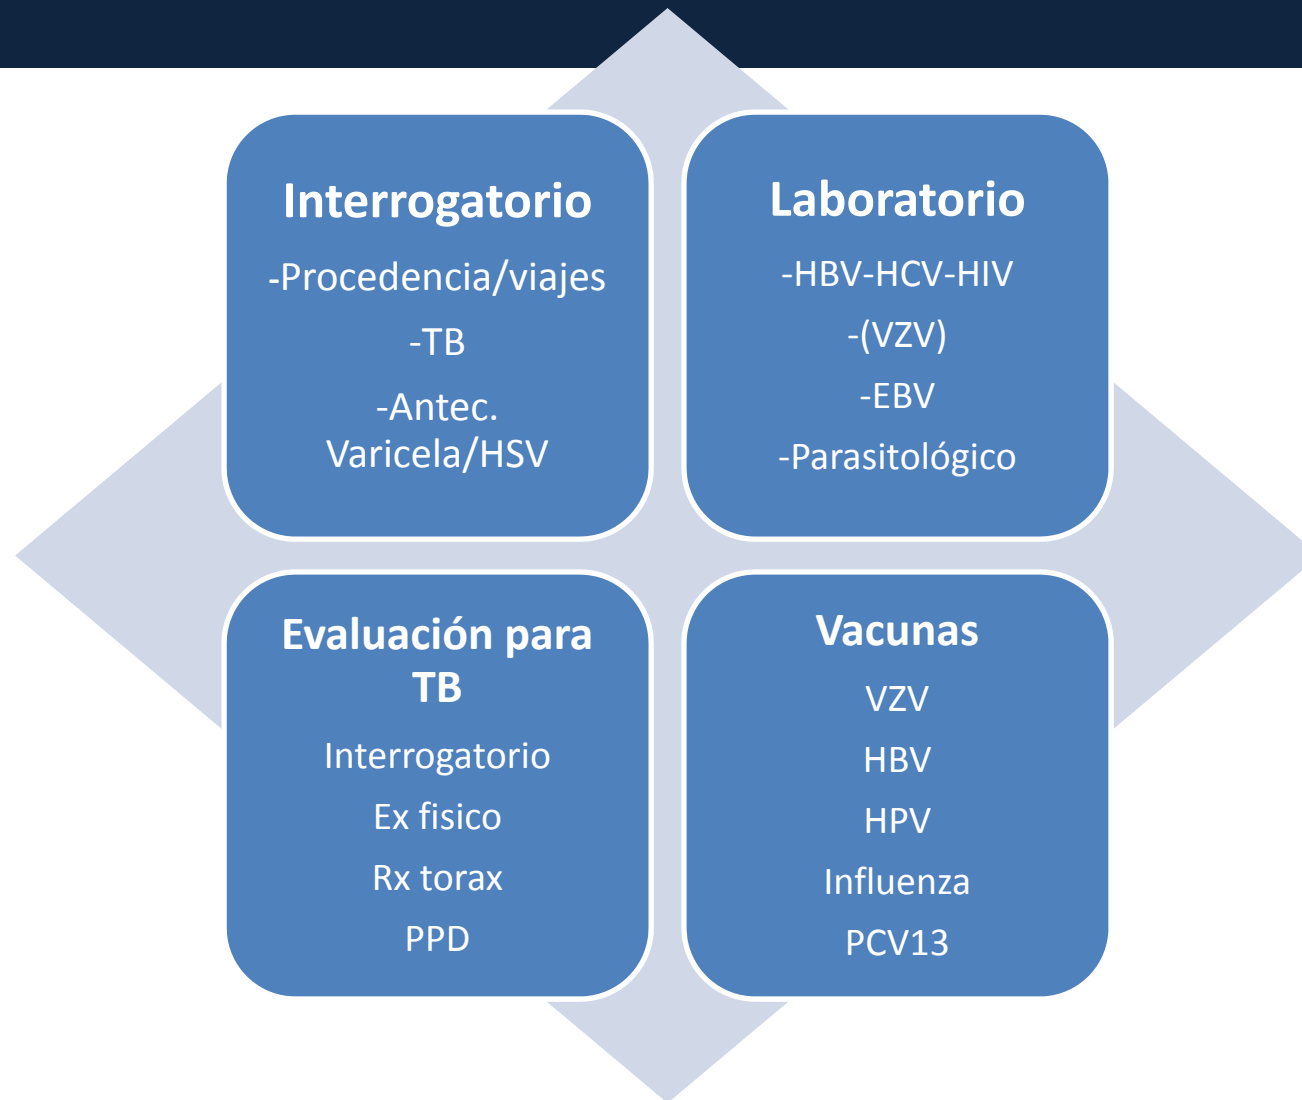 Interrogatorio
-Procedencia/viajes
-TB
-Antec.
Varicela/HSV
Laboratorio
-HBV-HCV-HIV
-(VZV)
-EBV
-Parasitológico
Evaluación para
TB
Interrogatorio
Ex fisico
Rx torax
PPD
Vacunas
VZV
HBV
HPV
Influenza
PCV13